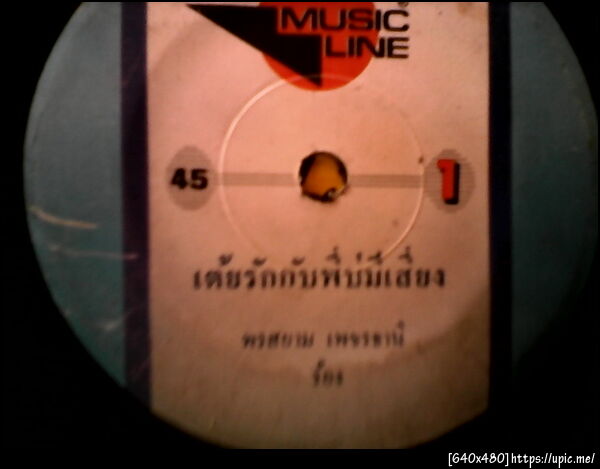 MUSIC
LINE
45
1
เต้ยรักกับพี่บ่มีเสี่ยง
พรสยาม เพชรธานี
ร้อง
[640x480]https://upic.me/